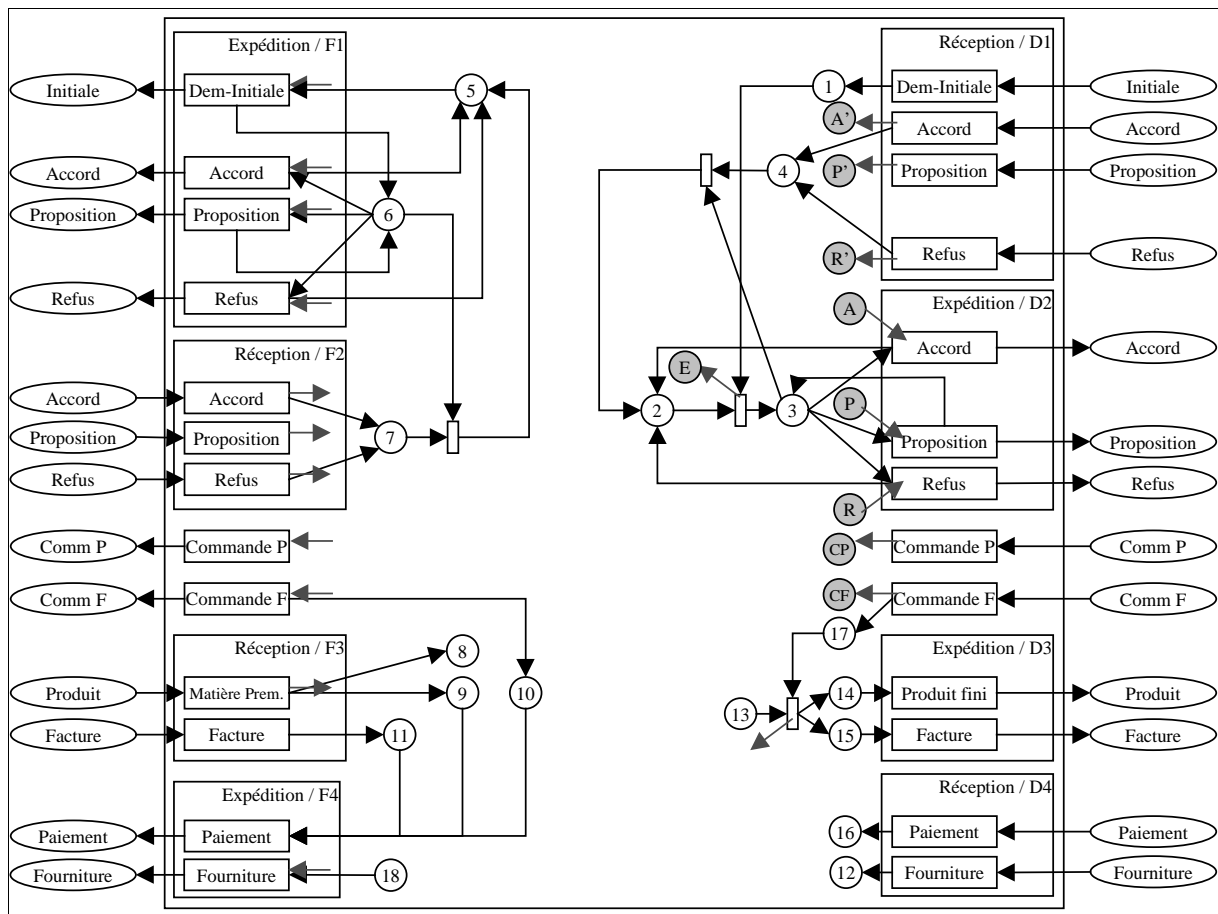 Expédition / F1
Initiale
Dem-Initiale
5
Accord
Accord
Proposition
Proposition
6
Refus
Refus
Réception / F2
Accord
Accord
Proposition
Proposition
7
Refus
Refus
Comm P
Commande P
Comm F
Commande F
Réception / F3
8
Produit
Matière Prem.
9
10
Facture
Facture
11
Expédition / F4
Paiement
Paiement
Fourniture
Fourniture
18
Réception / D1
1
Dem-Initiale
Initiale
A'
Accord
Accord
4
P'
Proposition
Proposition
R'
Refus
Refus
Expédition / D2
A
Accord
Accord
E
2
3
P
Proposition
Proposition
Refus
Refus
R
CP
Commande P
Comm P
CF
Commande F
Comm F
17
Expédition / D3
13
14
Produit fini
Produit
15
Facture
Facture
Réception / D4
16
Paiement
Paiement
12
Fourniture
Fourniture